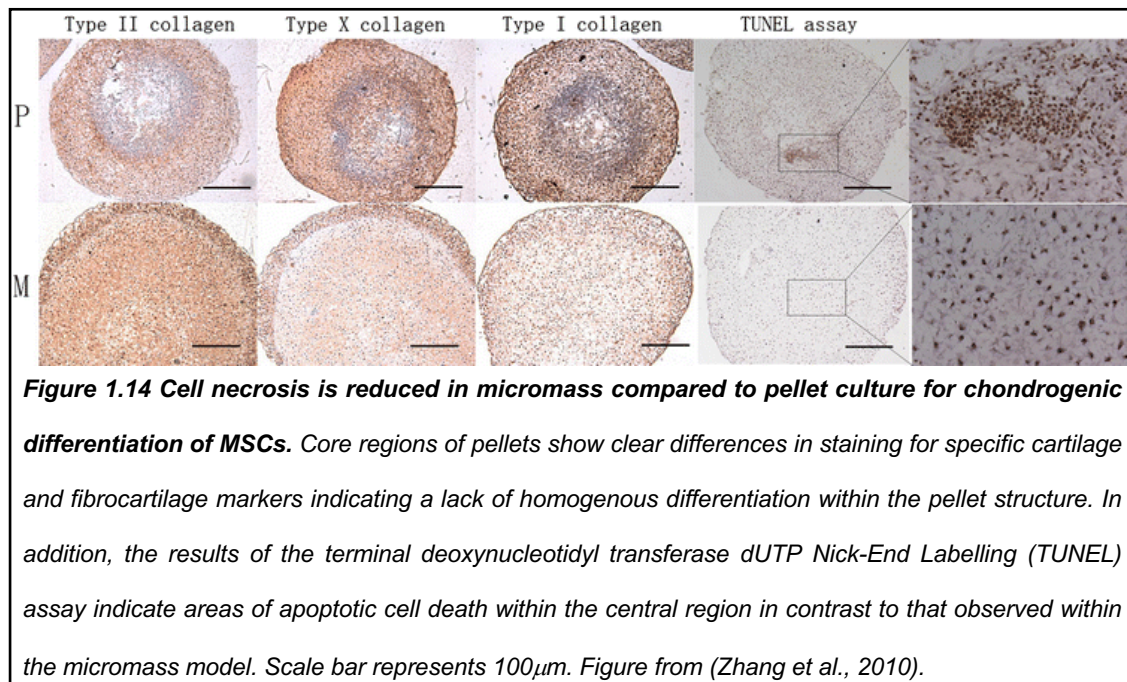 Type II collagen Type X collagen Type I collagen TUNEL assay
P
M
Figure 1.14 Cell necrosis is reduced in micromass compared to pellet culture for chondrogenic
differentiation of MSCs. Core regions of pellets show clear differences in staining for specific cartilage
and fibrocartilage markers indicating a lack of homogenous differentiation within the pellet structure. In
addition, the results of the terminal deoxynucleotidyl transferase dUTP Nick-End Labelling (TUNEL)
assay indicate areas of apoptotic cell death within the central region in contrast to that observed within
the micromass model. Scale bar represents 100μm. Figure from (Zhang et al., 2010).